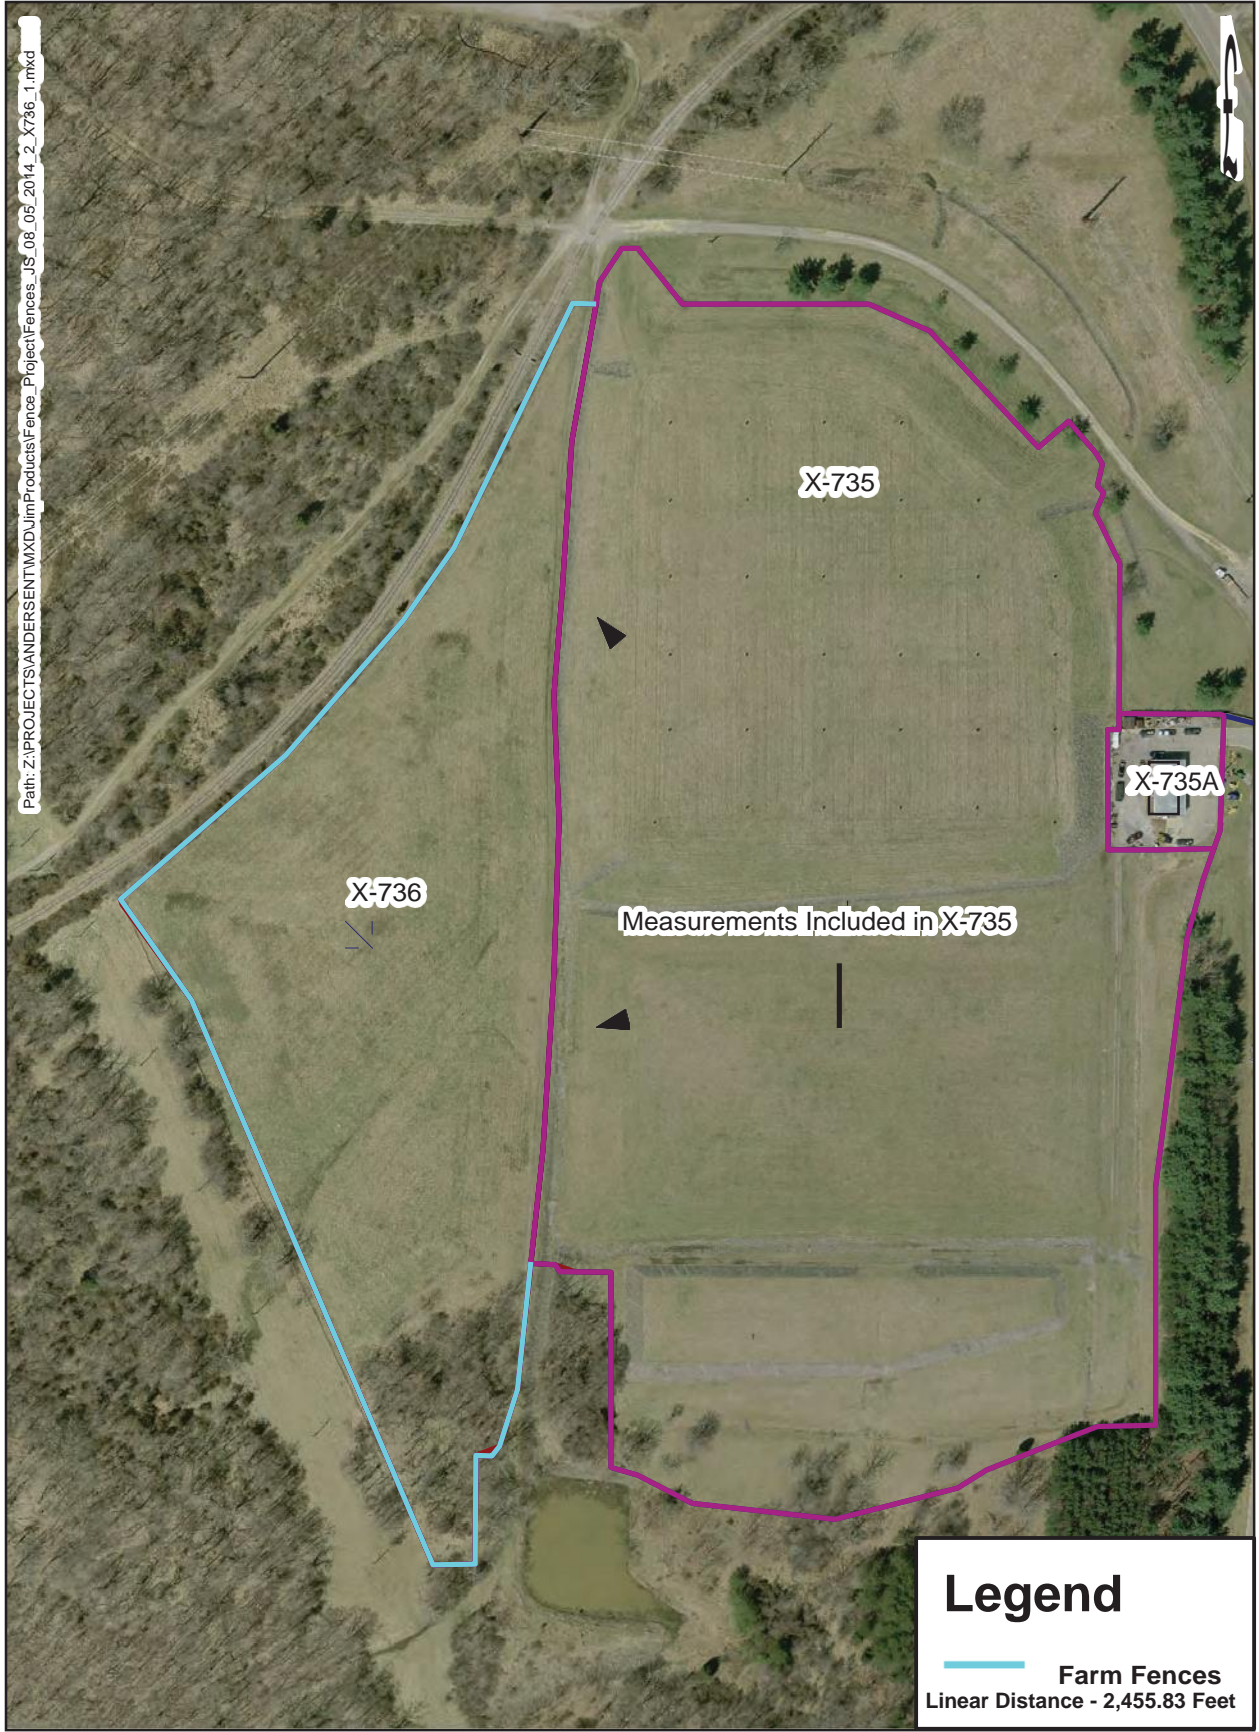 Path: Z:\PROJECTS\ANDERSENT\MXD\JimProducts\Fence_Project\Fences_JS_08_05_2014_2_X736_1.mxd
X-735
X-735A
X-736
Measurements Included in X-735
Legend
Farm Fences
Linear Distance - 2,455.83 Feet